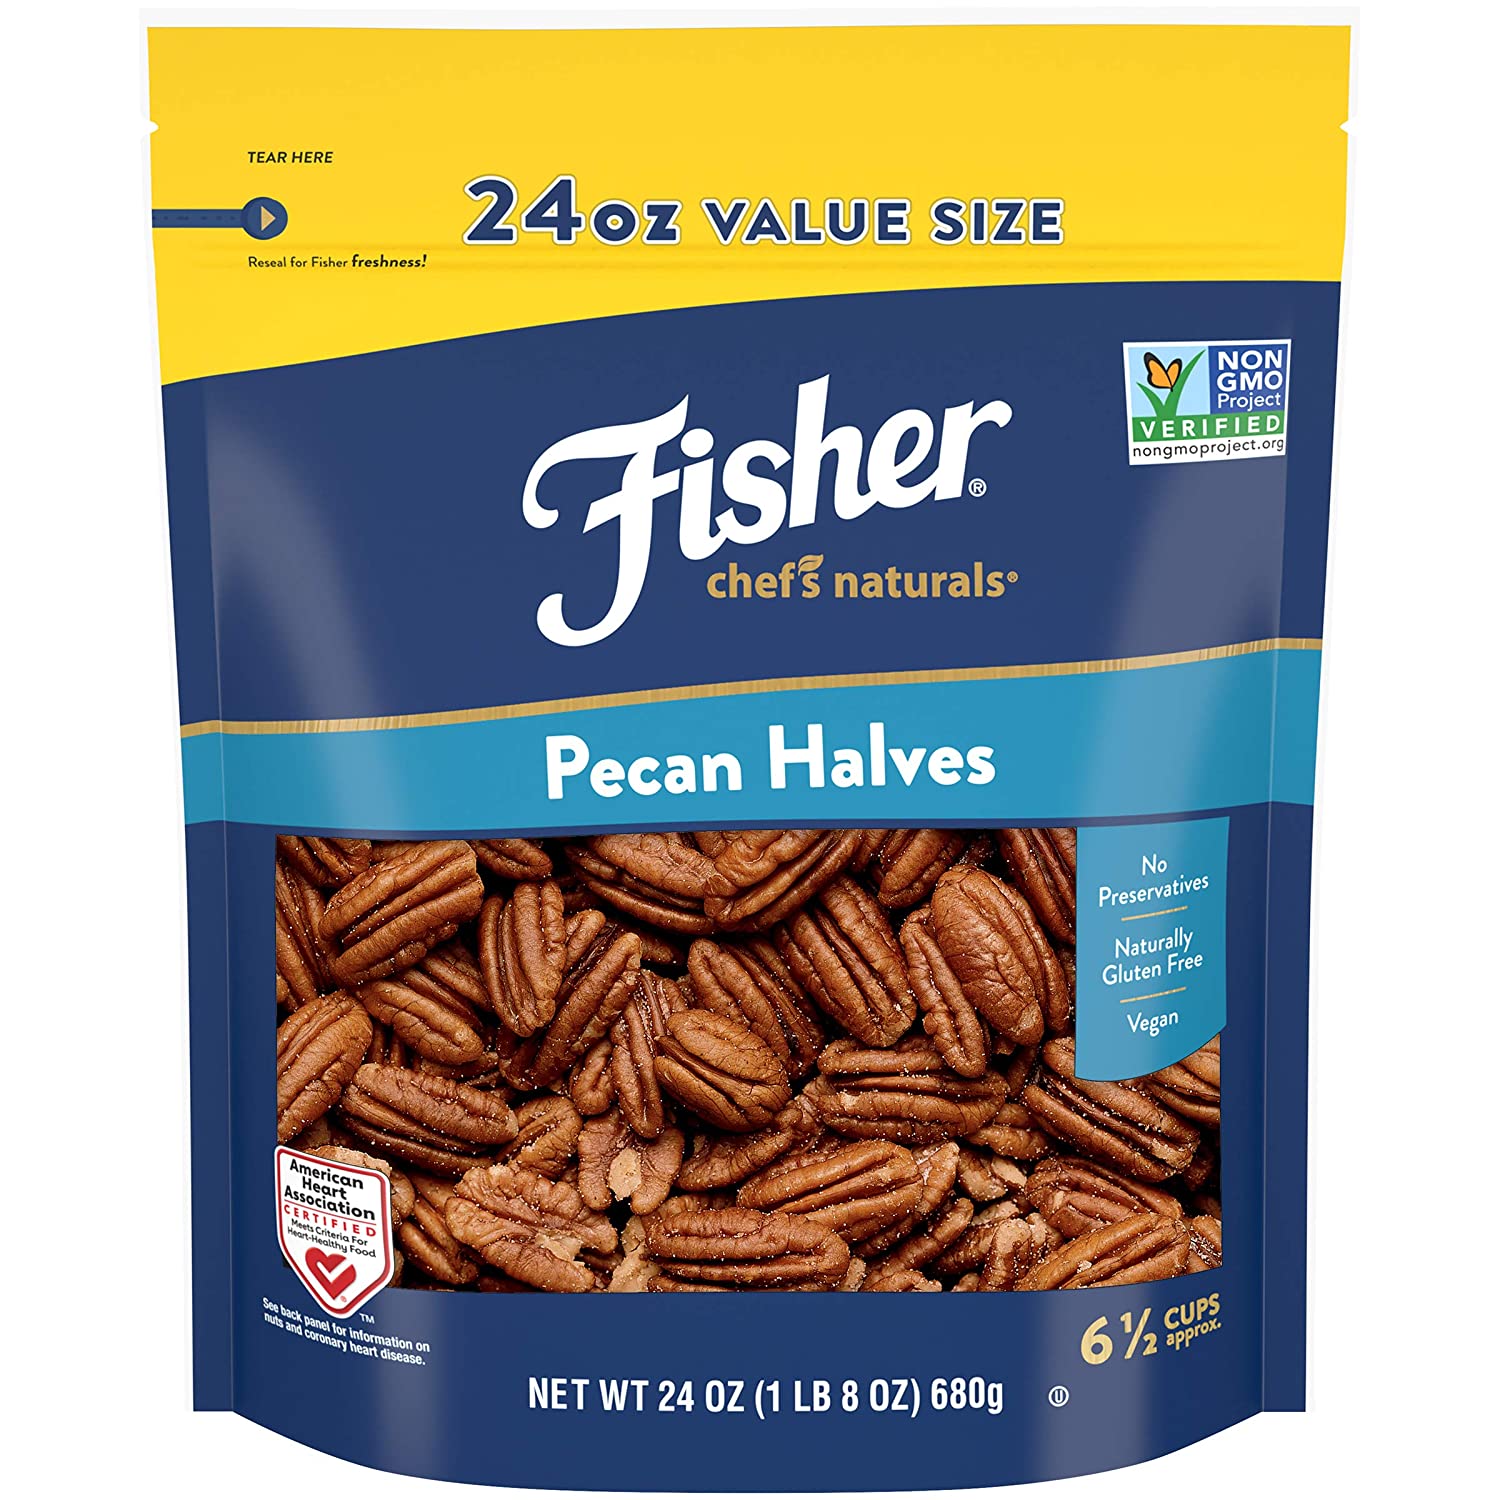 TEAR HERE
24oz VALUE SIZE
Reseal for Fisher freshness!
NON
GMO
Project
VERIFIED
nongmoproject.org
Fisher®
chef's naturals®
Pecan Halves
No
Preservatives
Naturally
Gluten Free
Vegan
American
Heart
Association
CERTIFIED
Meets Criteria For
Heart-Healthy Food
®
TM
See back panel for information on
nuts and coronary heart disease.
6 ½ CUPS
approx.
NET WT 24 OZ (1 LB 8 OZ) 680g
U